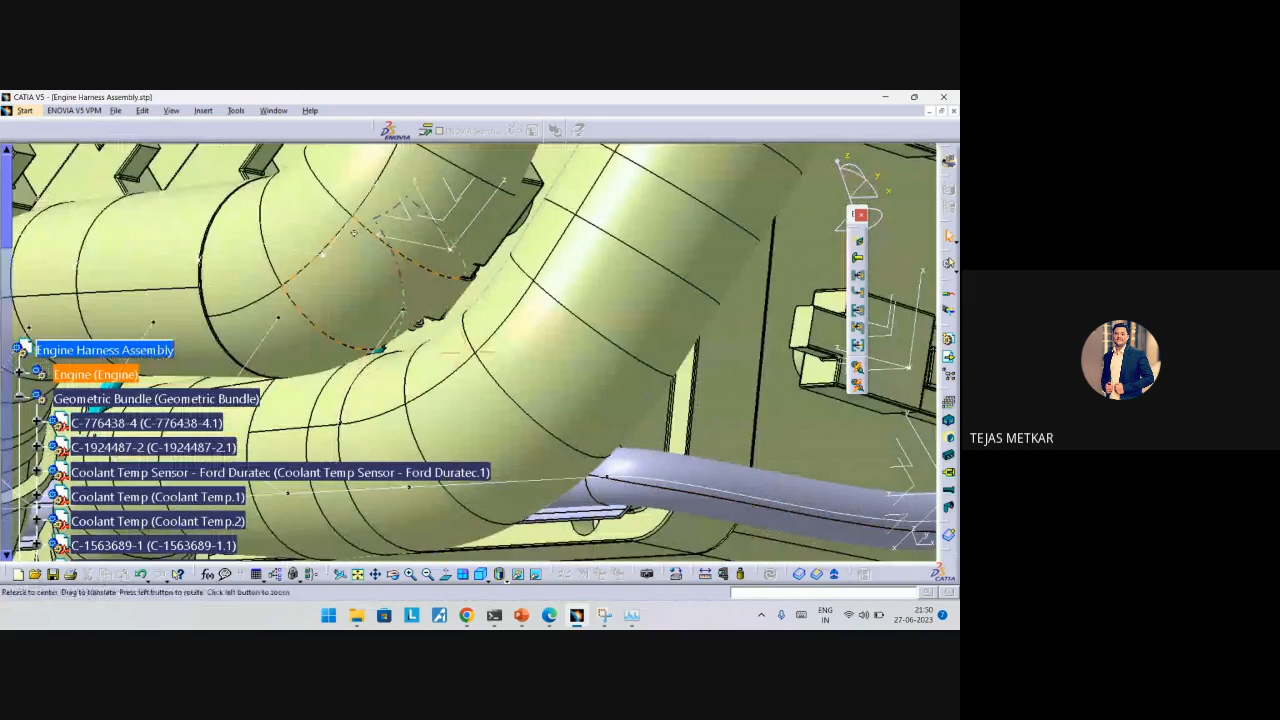 CATIA V5 - [Engine Harness Assembly.stp]
Start ENOVIA V5 VPM File Edit View Insert Tools Window Help
ENOVIA
z
y
x
z
x
Engine Harness Assembly
Engine (Engine)
Geometric Bundle (Geometric Bundle)
C-776438-4 (C-776438-4.1)
C-1924487-2 (C-1924487-2.1)
Coolant Temp Sensor - Ford Duratec (Coolant Temp Sensor - Ford Duratec.1)
Coolant Temp (Coolant Temp.1)
Coolant Temp (Coolant Temp.2)
C-1563689-1 (C-1563689-1.1)
TEJAS METKAR
f(x)
CATIA
Release to center. Drag to translate. Press left button to rotate. Click left button to zoom
ENG
IN
21:50
27-06-2023